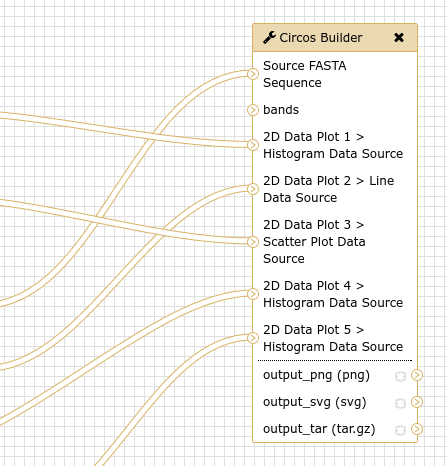 Circos Builder
Source FASTA
Sequence
bands
2D Data Plot 1 >
Histogram Data Source
2D Data Plot 2 > Line
Data Source
2D Data Plot 3 >
Scatter Plot Data
Source
2D Data Plot 4 >
Histogram Data Source
2D Data Plot 5 >
Histogram Data Source
output_png (png)
output_svg (svg)
output_tar (tar.gz)